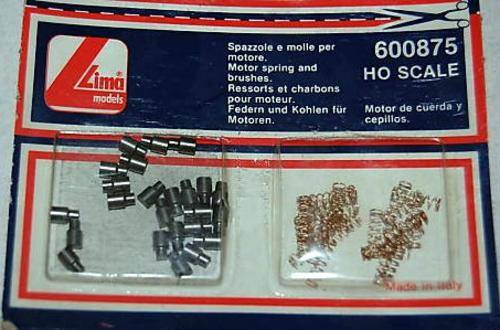 Lima®
models
Spazzole e molle per
motore.
Motor spring and
brushes.
Ressorts et charbons
pour moteur.
Federn und Kohlen für
Motoren.
600875
HO SCALE
Motor de cuerda y
cepillos.
Made in Italy